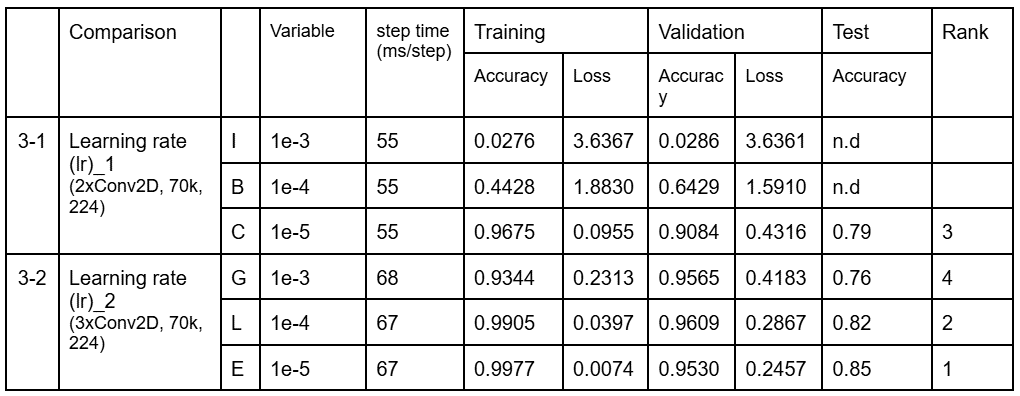 Comparison Variable step time (ms/step) Training Validation Test Rank
Accuracy Loss Accuracy Loss Accuracy
3-1 Learning rate (lr)_1 (2xConv2D, 70k, 224) I 1e-3 55 0.0276 3.6367 0.0286 3.6361 n.d
B 1e-4 55 0.4428 1.8830 0.6429 1.5910 n.d
C 1e-5 55 0.9675 0.0955 0.9084 0.4316 0.79 3
3-2 Learning rate (lr)_2 (3xConv2D, 70k, 224) G 1e-3 68 0.9344 0.2313 0.9565 0.4183 0.76 4
L 1e-4 67 0.9905 0.0397 0.9609 0.2867 0.82 2
E 1e-5 67 0.9977 0.0074 0.9530 0.2457 0.85 1